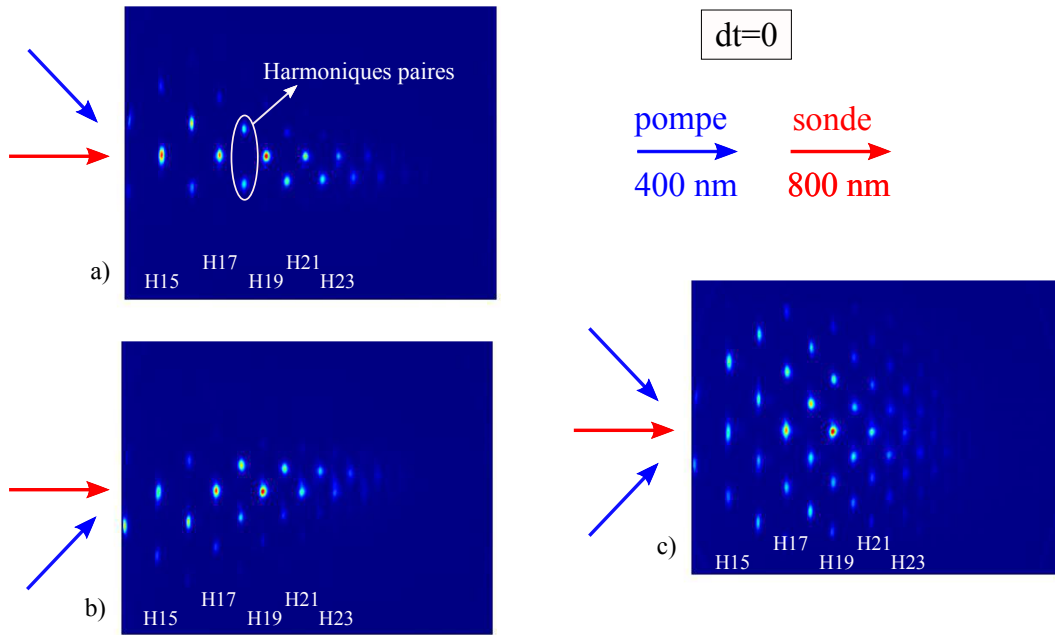 dt=0
Harmoniques paires
pompe sonde
400 nm 800 nm
H17 H21
a) H15 H19 H23
H17 H21
b) H15 H19 H23
c) H17 H21
H15 H19 H23